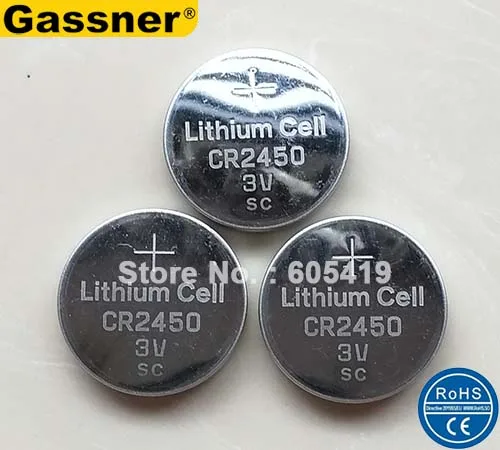 Gassner®
Lithium Cell
CR2450
3V
SC
Store No.: 605419
Lithium Cell
CR2450
3V
SC
Lithium Cell
CR2450
3V
SC
RoHS
CE